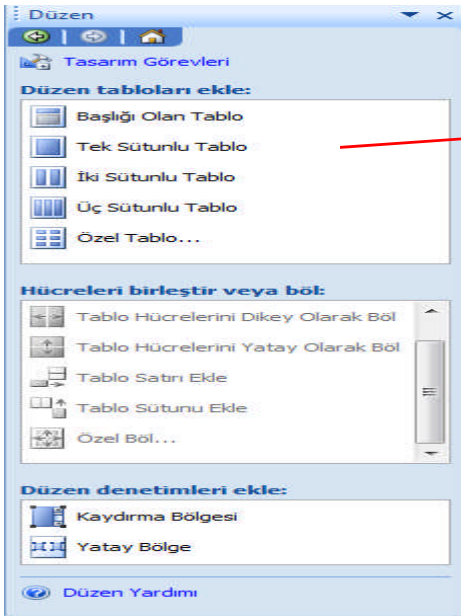 Düzen
Tasarım Görevleri
Düzen tabloları ekle:
Başlığı Olan Tablo
Tek Sütunlu Tablo
İki Sütunlu Tablo
Üç Sütunlu Tablo
Özel Tablo...
Hücreleri birleştir veya böl:
Tablo Hücrelerini Dikey Olarak Böl
Tablo Hücrelerini Yatay Olarak Böl
Tablo Satırı Ekle
Tablo Sütunu Ekle
Özel Böl...
Düzen denetimleri ekle:
Kaydırma Bölgesi
Yatay Bölge
Düzen Yardımı